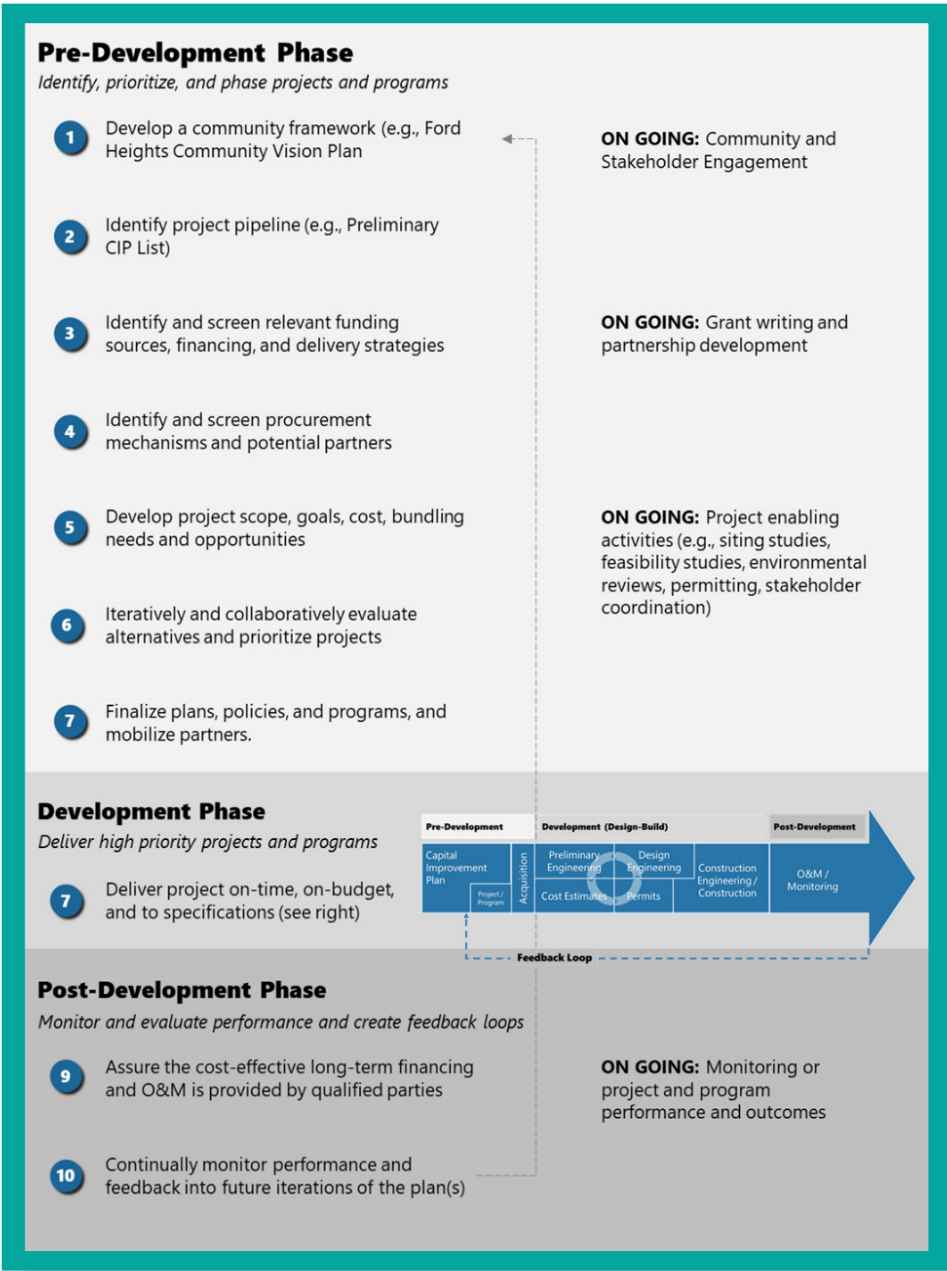 Pre-Development Phase
Identify, prioritize, and phase projects and programs
1
Develop a community framework (e.g., Ford
Heights Community Vision Plan
ON GOING: Community and
Stakeholder Engagement
2
Identify project pipeline (e.g., Preliminary
CIP List)
3
Identify and screen relevant funding
sources, financing, and delivery strategies
ON GOING: Grant writing and
partnership development
4
Identify and screen procurement
mechanisms and potential partners
5
Develop project scope, goals, cost, bundling
needs and opportunities
ON GOING: Project enabling
activities (e.g., siting studies,
feasibility studies, environmental
reviews, permitting, stakeholder
coordination)
6
Iteratively and collaboratively evaluate
alternatives and prioritize projects
7
Finalize plans, policies, and programs, and
mobilize partners.
Development Phase
Deliver high priority projects and programs
7
Deliver project on-time, on-budget,
and to specifications (see right)
Pre-Development
Development (Design-Build)
Post-Development
Capital
Improvement
Plan
Project /
Program
Acquisition
Preliminary
Engineering
Design
Engineering
Cost Estimates
Permits
Construction
Engineering /
Construction
O&M /
Monitoring
Feedback Loop
Post-Development Phase
Monitor and evaluate performance and create feedback loops
9
Assure the cost-effective long-term financing
and O&M is provided by qualified parties
ON GOING: Monitoring or
project and program
performance and outcomes
10
Continually monitor performance and
feedback into future iterations of the plan(s)